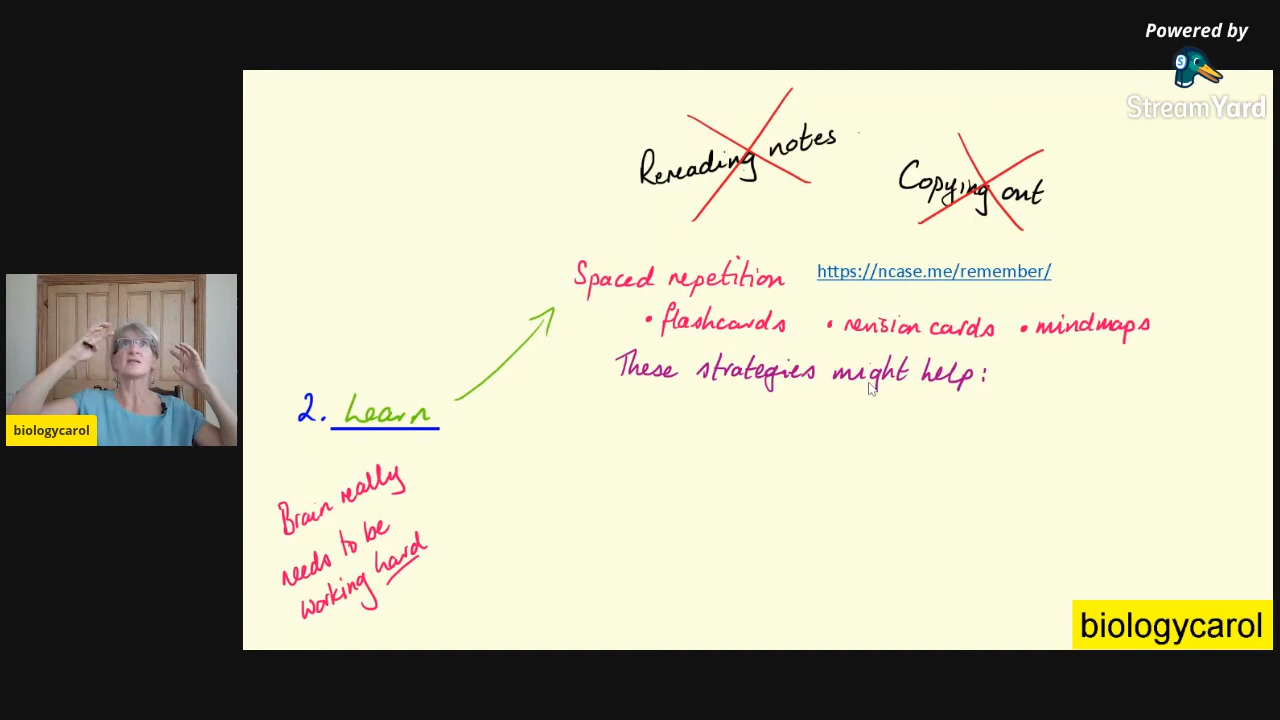 Powered by
StreamYard
Rereading notes
Copying out
Spaced repetition https://ncase.me/remember/
• flashcards • revision cards • mindmaps
These strategies might help:
2. Learn
Brain really
needs to be
working hard
biologycarol
biologycarol